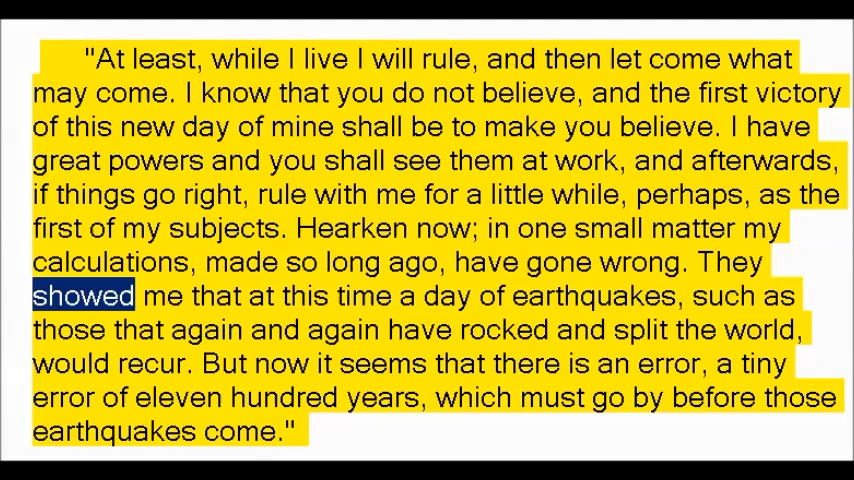 "At least, while I live I will rule, and then let come what
may come. I know that you do not believe, and the first victory
of this new day of mine shall be to make you believe. I have
great powers and you shall see them at work, and afterwards,
if things go right, rule with me for a little while, perhaps, as the
first of my subjects. Hearken now; in one small matter my
calculations, made so long ago, have gone wrong. They
showed me that at this time a day of earthquakes, such as
those that again and again have rocked and split the world,
would recur. But now it seems that there is an error, a tiny
error of eleven hundred years, which must go by before those
earthquakes come."